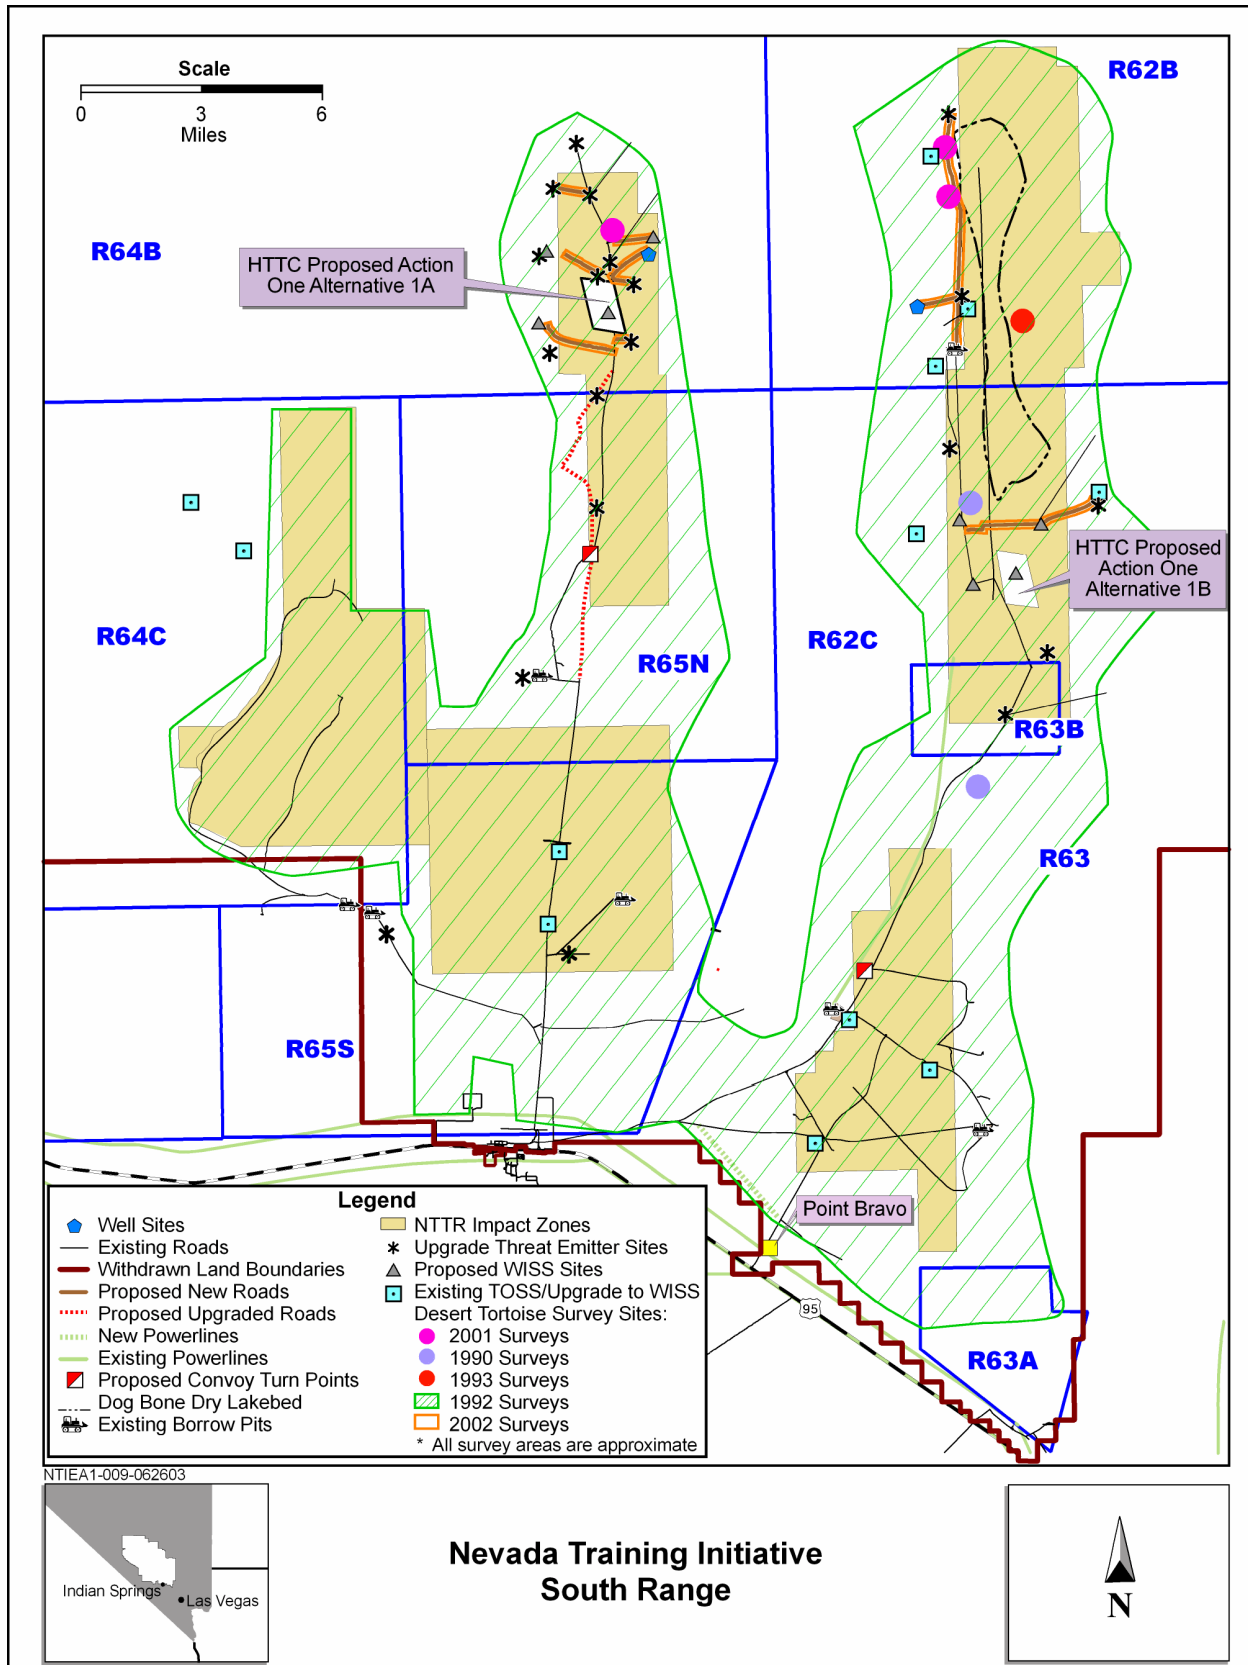 Scale
0 3 6
Miles
R62B
R64B
HTTC Proposed Action
One Alternative 1A
HTTC Proposed
Action One
Alternative 1B
R64C
R65N
R62C
R63B
R63
R65S
Point Bravo
95
R63A
Legend
Well Sites
Existing Roads
Withdrawn Land Boundaries
Proposed New Roads
Proposed Upgraded Roads
New Powerlines
Existing Powerlines
Proposed Convoy Turn Points
Dog Bone Dry Lakebed
Existing Borrow Pits
NTTR Impact Zones
Upgrade Threat Emitter Sites
Proposed WISS Sites
Existing TOSS/Upgrade to WISS
Desert Tortoise Survey Sites:
2001 Surveys
1990 Surveys
1993 Surveys
1992 Surveys
2002 Surveys
* All survey areas are approximate
NTIEA1-009-062603
Indian Springs
Las Vegas
Nevada Training Initiative
South Range
N